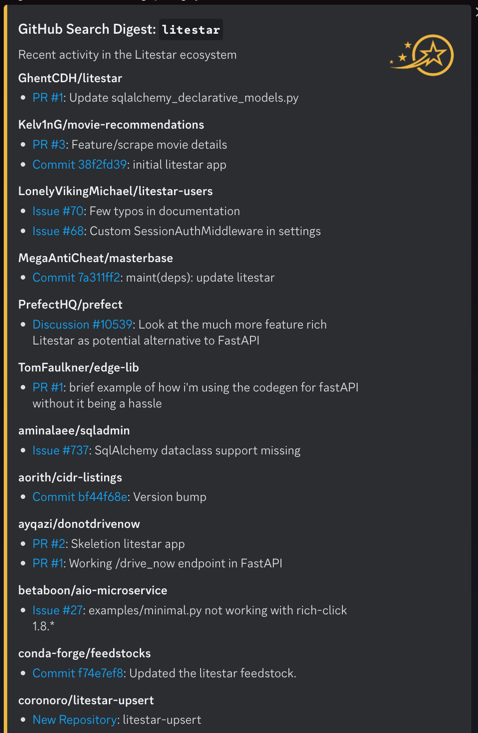 GitHub Search Digest: litestar
Recent activity in the Litestar ecosystem
GhentCDH/litestar
• PR #1: Update sqlalchemy_declarative_models.py
Kelv1nG/movie-recommendations
• PR #3: Feature/scrape movie details
• Commit 38f2fd39: initial litestar app
LonelyVikingMichael/litestar-users
• Issue #70: Few typos in documentation
• Issue #68: Custom SessionAuthMiddleware in settings
MegaAntiCheat/masterbase
• Commit 7a311ff2: maint(deps): update litestar
PrefectHQ/prefect
• Discussion #10539: Look at the much more feature rich
Litestar as potential alternative to FastAPI
TomFaulkner/edge-lib
• PR #1: brief example of how i'm using the codegen for fastAPI
without it being a hassle
aminalaee/sqladmin
• Issue #737: SqlAlchemy dataclass support missing
aorith/cidr-listings
• Commit bf44f68e: Version bump
ayqazi/donotdrivenow
• PR #2: Skeletion litestar app
• PR #1: Working /drive_now endpoint in FastAPI
betaboon/aio-microservice
• Issue #27: examples/minimal.py not working with rich-click
1.8.*
conda-forge/feedstocks
• Commit f74e7ef8: Updated the litestar feedstock.
coronoro/litestar-upsert
• New Repository: litestar-upsert